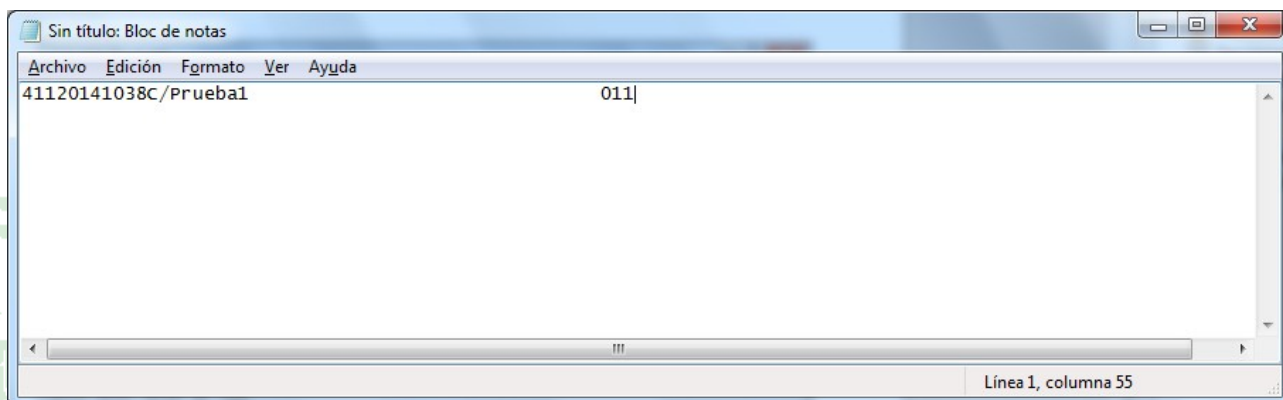 Sin título: Bloc de notas
Archivo Edición Formato Ver Ayuda
41120141038C/Prueba1                                  011
Línea 1, columna 55